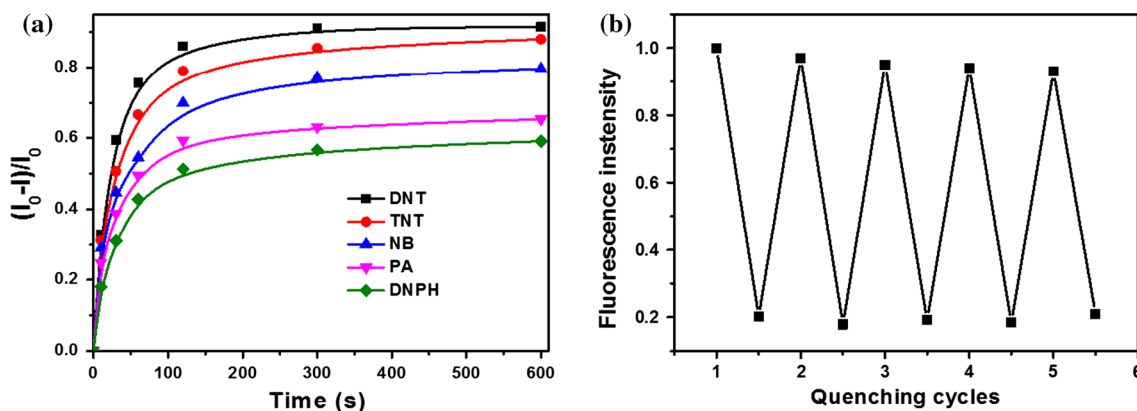 (a)
(I0-I)/I0
0.8
0.6
0.4
0.2
0.0
DNT
TNT
NB
PA
DNPH
0 100 200 300 400 500 600
Time (s)
(b)
Fluorescence instensity
1.0
0.8
0.6
0.4
0.2
1 2 3 4 5 6
Quenching cycles